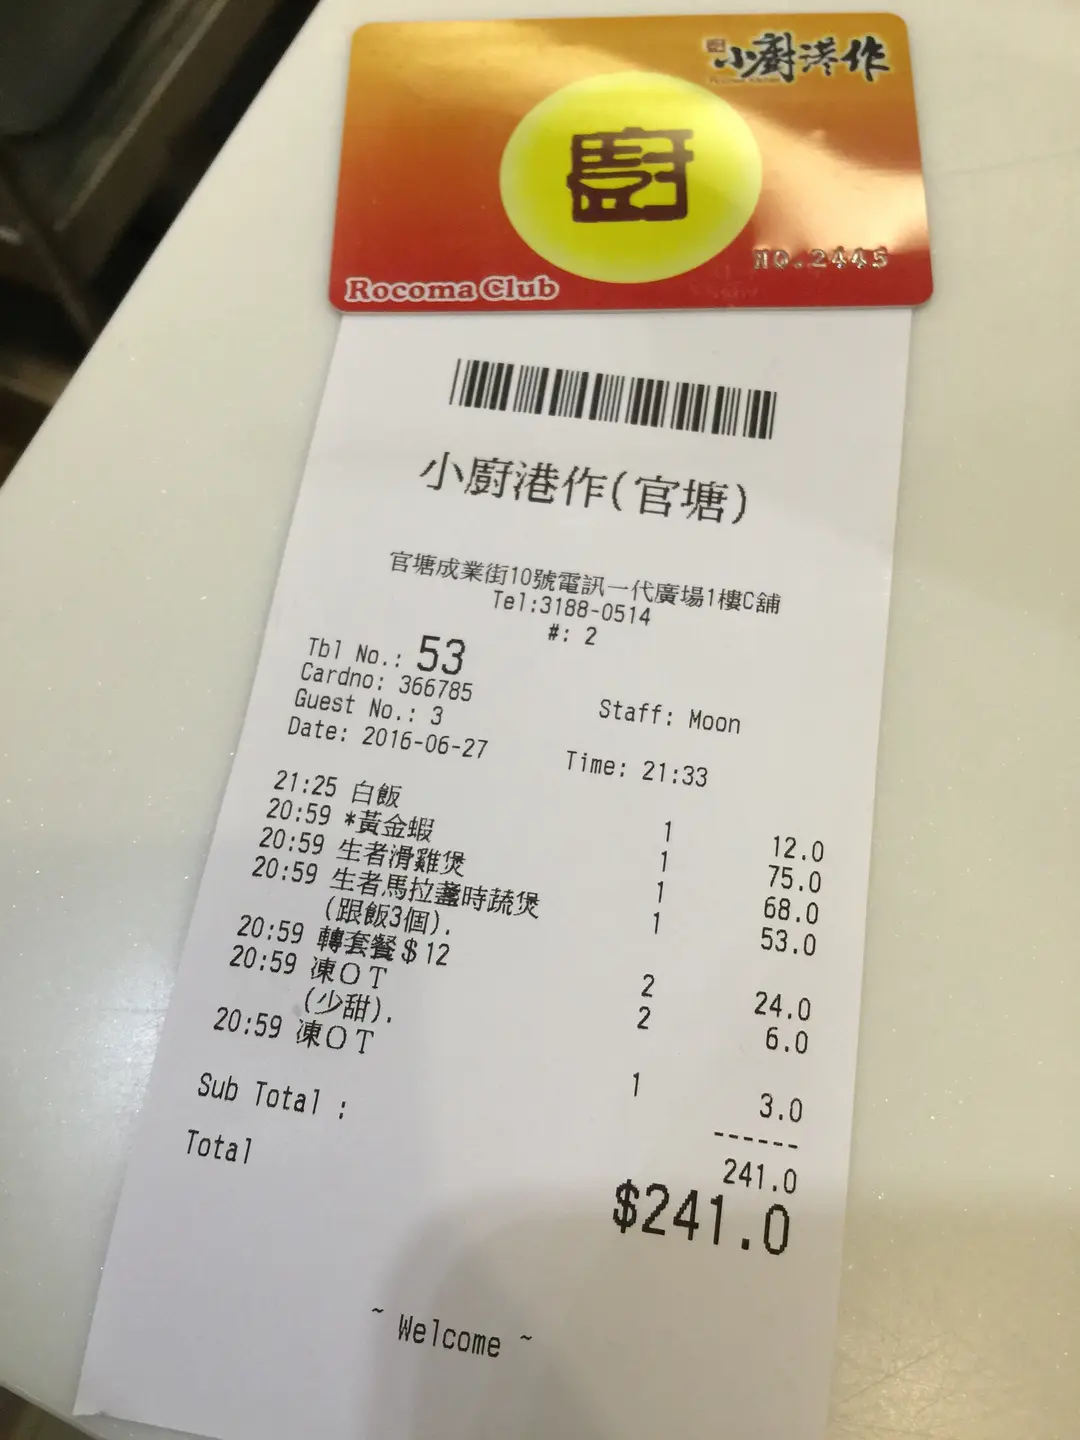 小廚港作
廚
NO.2445
Rocoma Club
小廚港作(官塘)
官塘成業街10號電訊一代廣場1樓C舖
Tel:3188-0514
#: 2
Tbl No.: 53
Cardno: 366785 Staff: Moon
Guest No.: 3
Date: 2016-06-27 Time: 21:33
21:25 白飯 1 12.0
20:59 *黃金蝦 1 75.0
20:59 生者滑雞煲 1 68.0
20:59 生者馬拉盞時蔬煲 1 53.0
(跟飯3個).
20:59 轉套餐＄12 2 24.0
20:59 凍ＯＴ 2 6.0
(少甜).
20:59 凍ＯＴ 1 3.0
------
Sub Total : 241.0
Total $241.0
~ Welcome ~